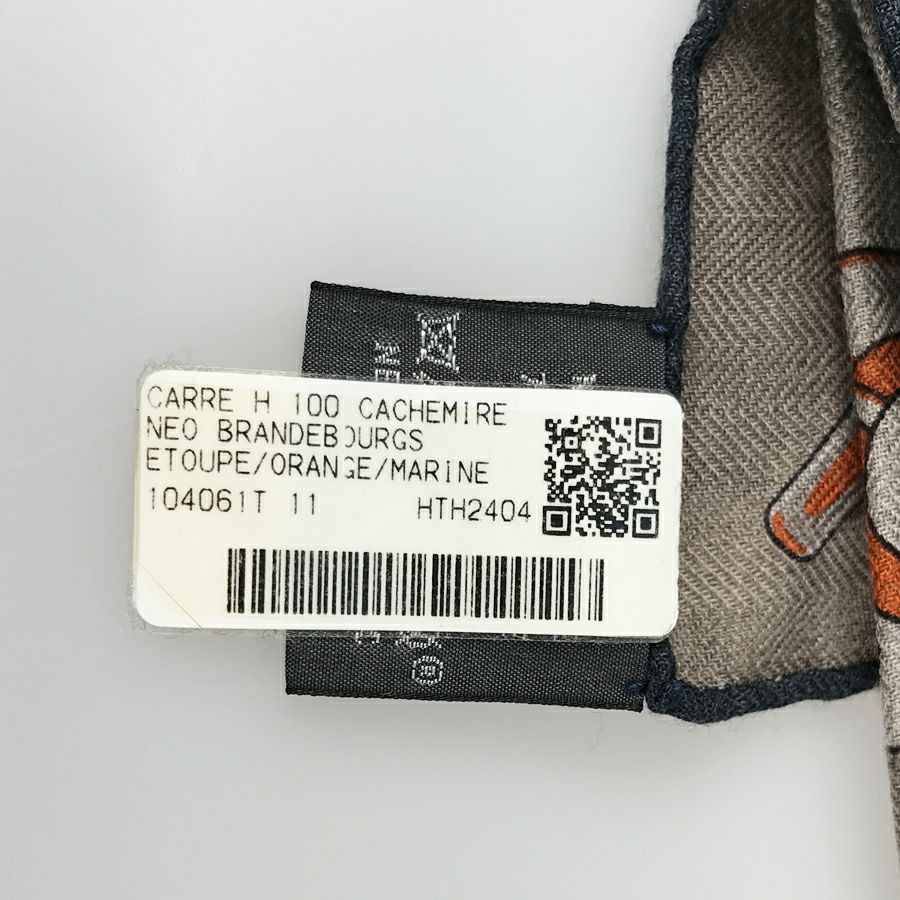 CARRE H 100 CACHEMIRE
NEO BRANDEBOURGS
ETOUPE/ORANGE/MARINE
104061T 11 HTH2404